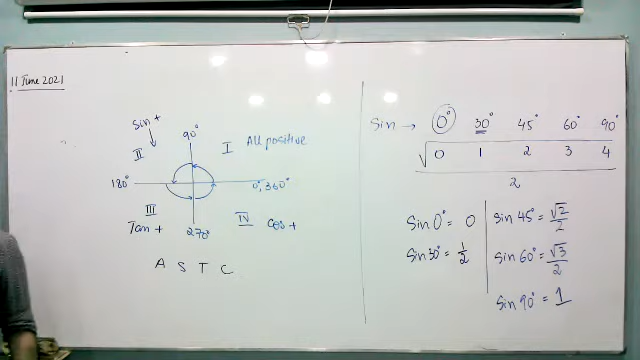 11 Time 2021
Sin +
90°
II
I All positive
180°
0°, 360°
III
IV Cos +
Tan +
270°
A S T C
Sin → 0° 30° 45° 60° 90°
√ 0 1 2 3 4
2
Sin 0° = 0
Sin 30° = 1/2
Sin 45° = √2/2
Sin 60° = √3/2
Sin 90° = 1